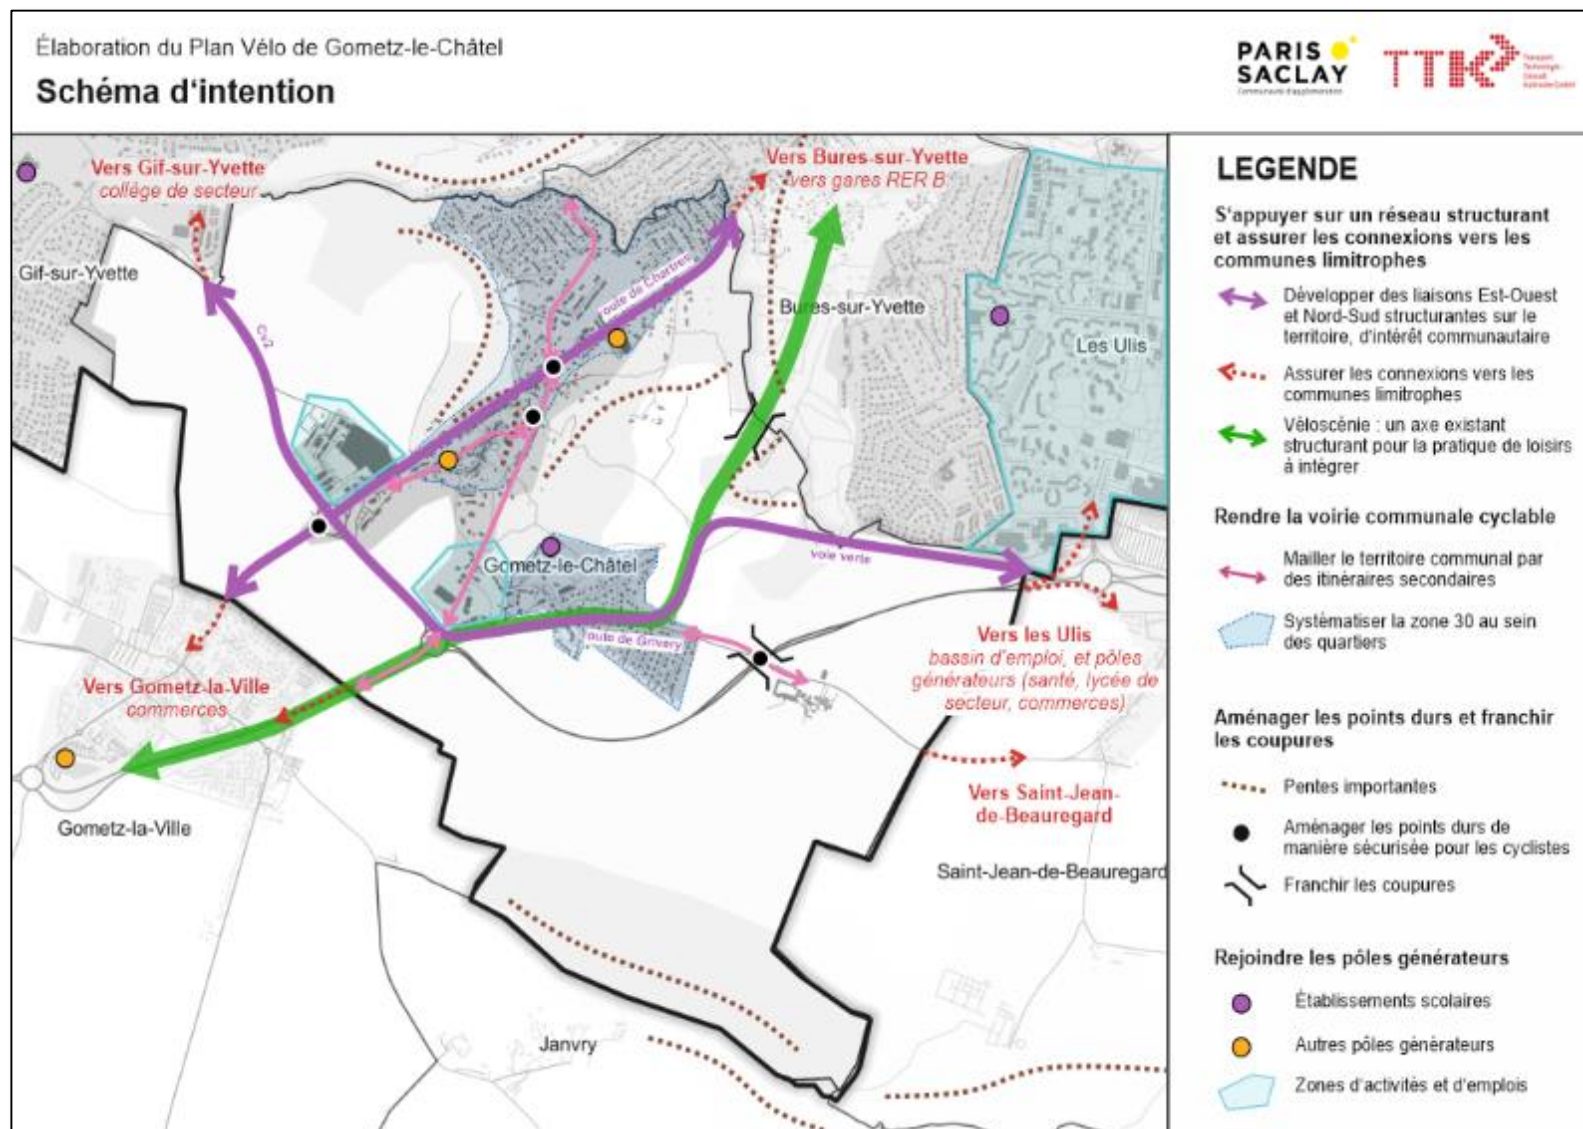 Élaboration du Plan Vélo de Gometz-le-Châtel
Schéma d'intention
PARIS
SACLAY
Communauté d'agglomération
TTK
Vers Gif-sur-Yvette
collège de secteur
Vers Bures-sur-Yvette
vers gares RER B
Gif-sur-Yvette
route de Chartres
CV2
Bures-sur-Yvette
Les Ulis
Gometz-le-Châtel
voie verte
route de Grivery
Vers Gometz-la-Ville
commerces
Vers les Ulis
bassin d'emploi, et pôles
générateurs (santé, lycée de
secteur, commerces)
Vers Saint-Jean-
de-Beauregard
Gometz-la-Ville
Saint-Jean-de-Beauregard
Janvry
LEGENDE
S'appuyer sur un réseau structurant
et assurer les connexions vers les
communes limitrophes
Développer des liaisons Est-Ouest
et Nord-Sud structurantes sur le
territoire, d'intérêt communautaire
Assurer les connexions vers les
communes limitrophes
Véloscénie : un axe existant
structurant pour la pratique de loisirs
à intégrer
Rendre la voirie communale cyclable
Mailler le territoire communal par
des itinéraires secondaires
Systématiser la zone 30 au sein
des quartiers
Aménager les points durs et franchir
les coupures
Pentes importantes
Aménager les points durs de
manière sécurisée pour les cyclistes
Franchir les coupures
Rejoindre les pôles générateurs
Établissements scolaires
Autres pôles générateurs
Zones d'activités et d'emplois